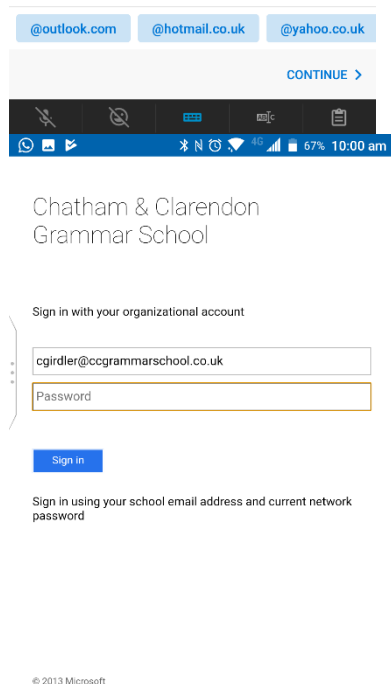 @outlook.com @hotmail.co.uk @yahoo.co.uk
CONTINUE
4G 67% 10:00 am
Chatham & Clarendon
Grammar School
Sign in with your organizational account
cgirdler@ccgrammarschool.co.uk
Password
Sign in
Sign in using your school email address and current network
password
© 2013 Microsoft